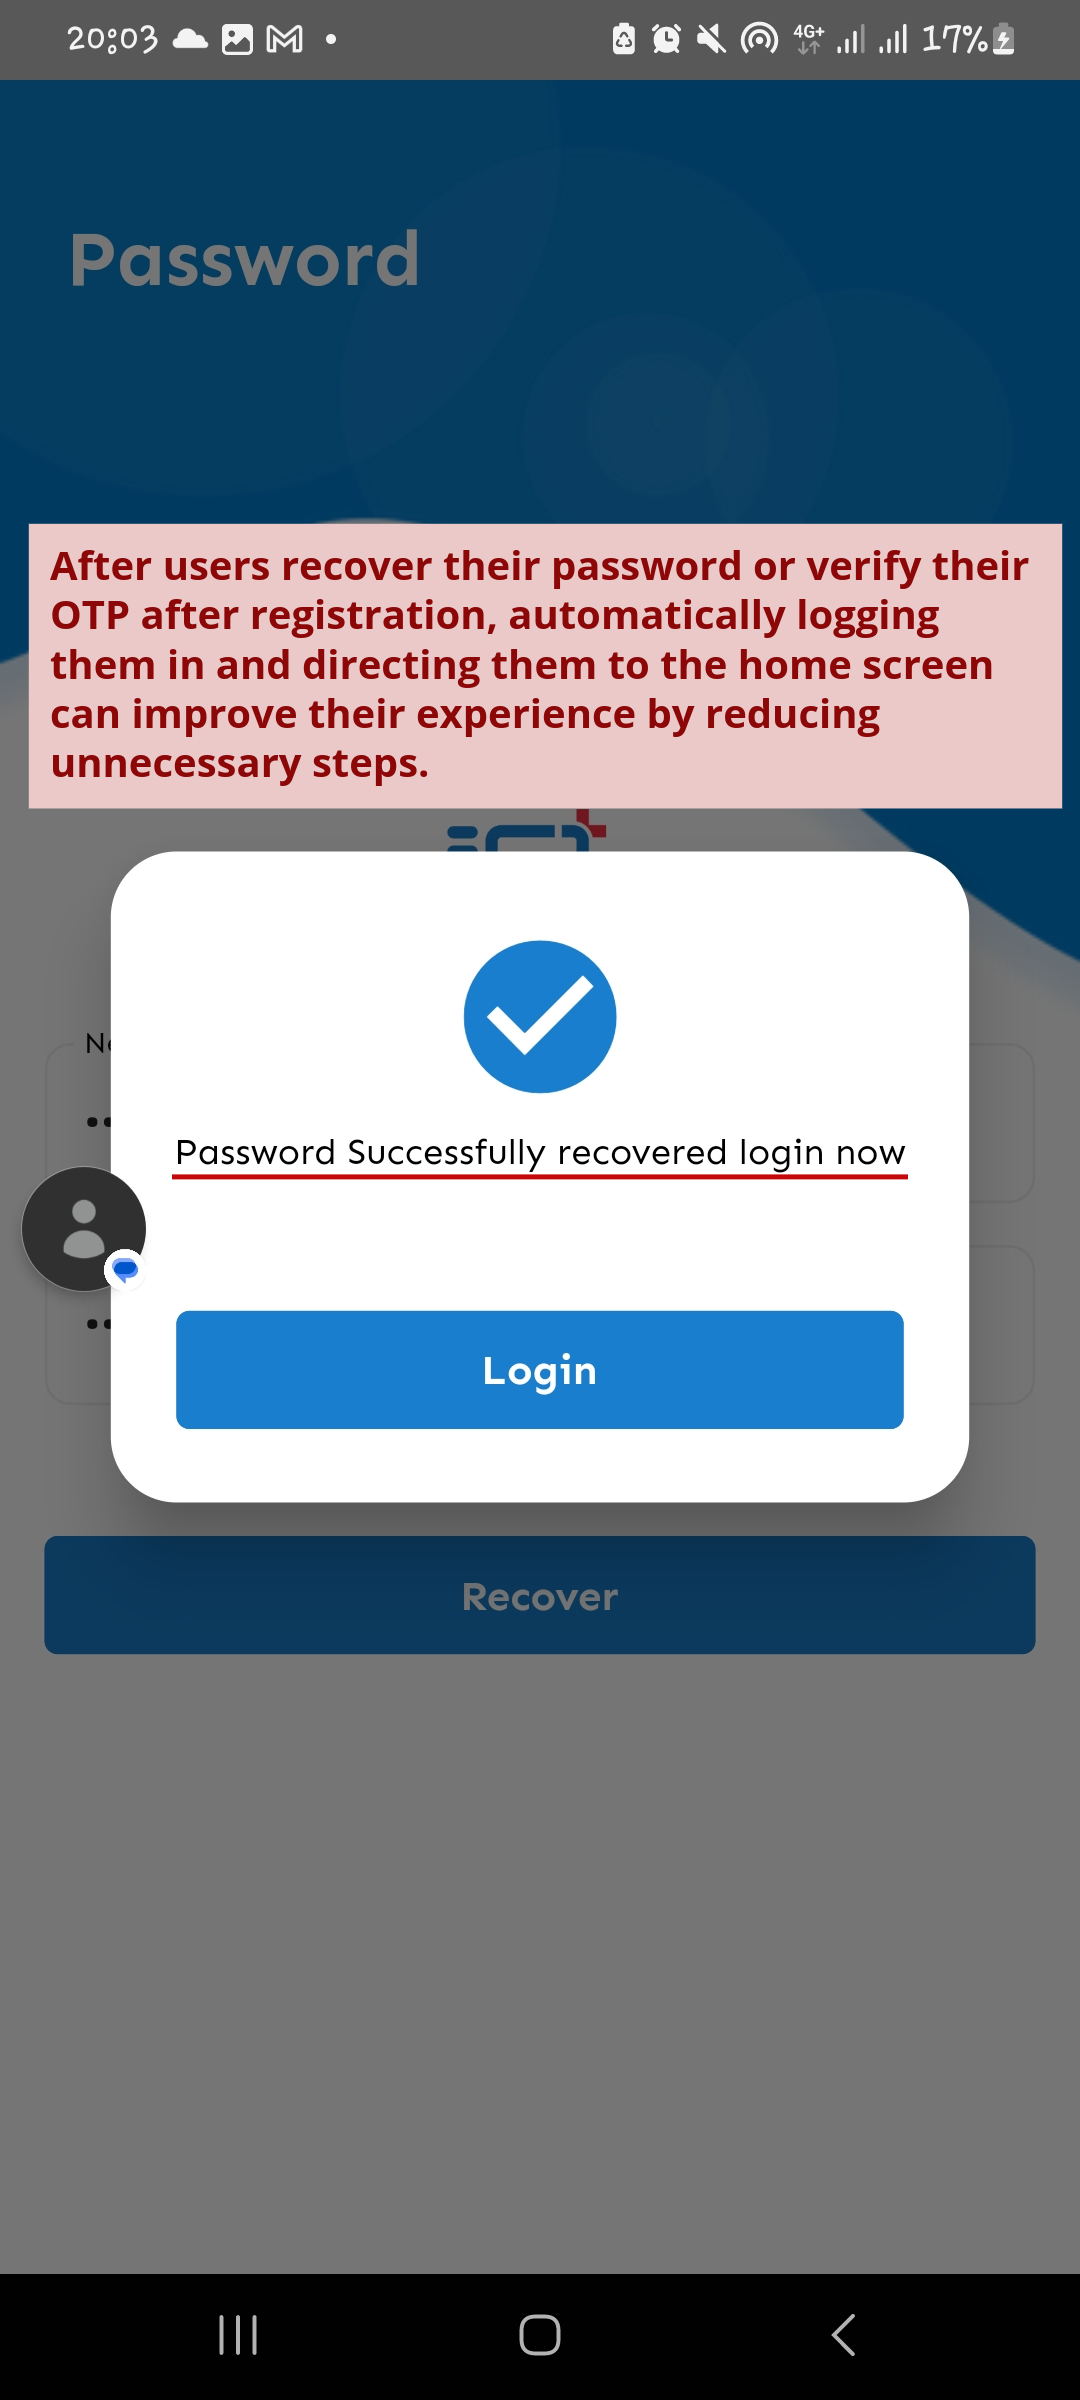 20:03
4G+
17%
Password
After users recover their password or verify their
OTP after registration, automatically logging
them in and directing them to the home screen
can improve their experience by reducing
unnecessary steps.
Password Successfully recovered login now
Login
Recover